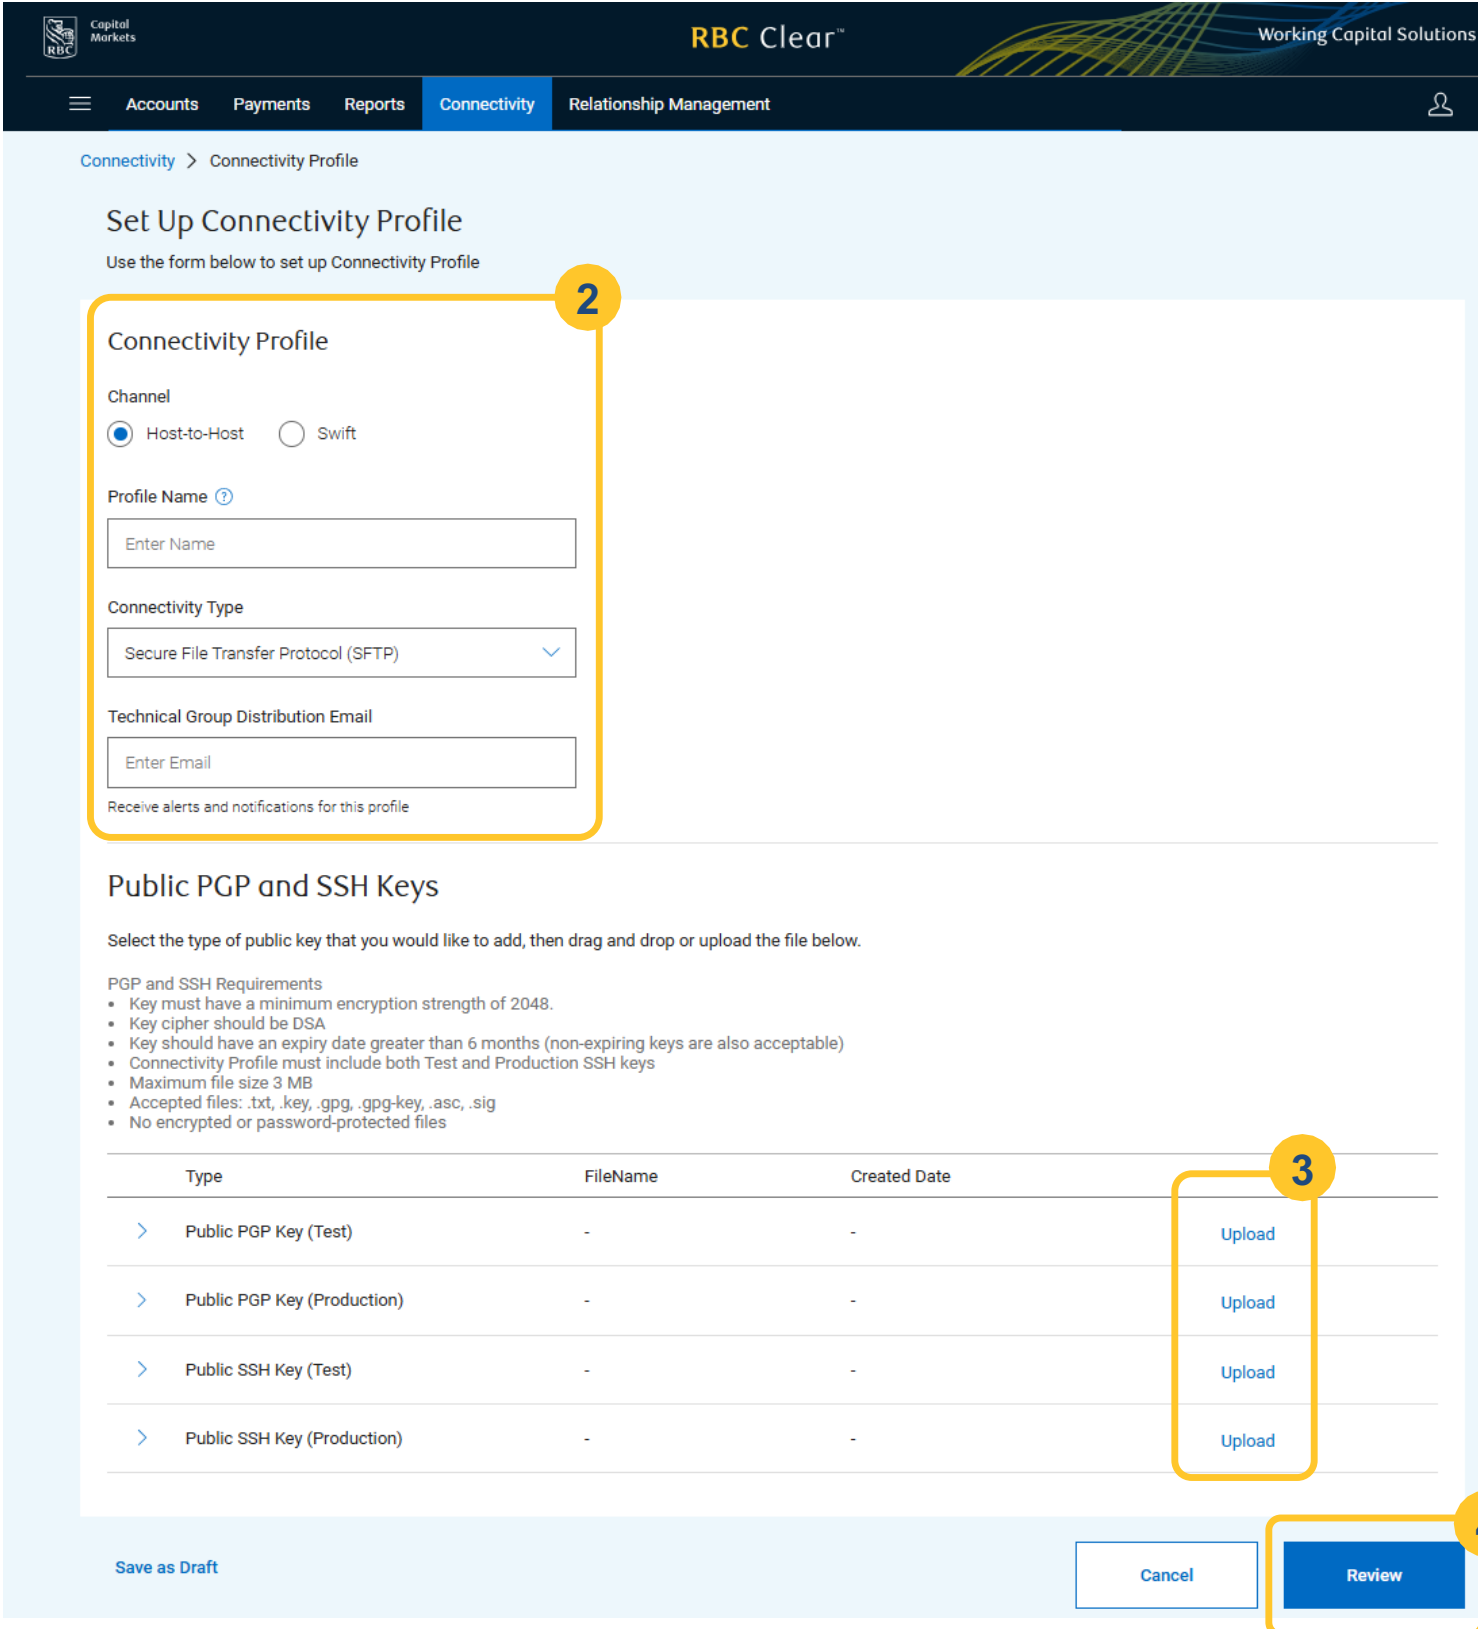 Capital
Markets
RBC
RBC Clear™
Working Capital Solutions
Accounts Payments Reports Connectivity Relationship Management
Connectivity > Connectivity Profile
Set Up Connectivity Profile
Use the form below to set up Connectivity Profile
2
Connectivity Profile
Channel
Host-to-Host Swift
Profile Name ?
Enter Name
Connectivity Type
Secure File Transfer Protocol (SFTP)
Technical Group Distribution Email
Enter Email
Receive alerts and notifications for this profile
Public PGP and SSH Keys
Select the type of public key that you would like to add, then drag and drop or upload the file below.
PGP and SSH Requirements
• Key must have a minimum encryption strength of 2048.
• Key cipher should be DSA
• Key should have an expiry date greater than 6 months (non-expiring keys are also acceptable)
• Connectivity Profile must include both Test and Production SSH keys
• Maximum file size 3 MB
• Accepted files: .txt, .key, .gpg, .gpg-key, .asc, .sig
• No encrypted or password-protected files
3
Type FileName Created Date
Public PGP Key (Test) - - Upload
Public PGP Key (Production) - - Upload
Public SSH Key (Test) - - Upload
Public SSH Key (Production) - - Upload
Save as Draft Cancel Review